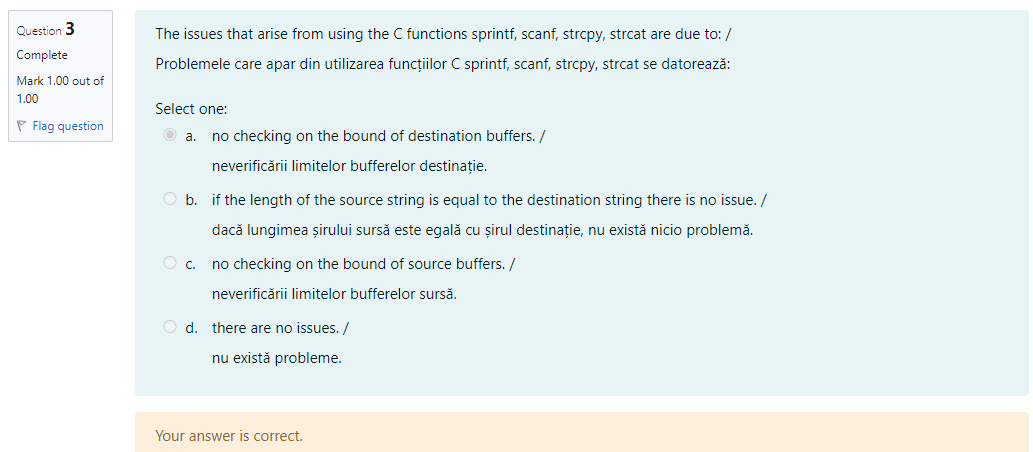 Question 3
Complete
Mark 1.00 out of
1.00
Flag question
The issues that arise from using the C functions sprintf, scanf, strcpy, strcat are due to: /
Problemele care apar din utilizarea funcțiilor C sprintf, scanf, strcpy, strcat se datorează:
Select one:
a. no checking on the bound of destination buffers. /
neverificării limitelor bufferelor destinație.
b. if the length of the source string is equal to the destination string there is no issue. /
dacă lungimea șirului sursă este egală cu șirul destinație, nu există nicio problemă.
c. no checking on the bound of source buffers. /
neverificării limitelor bufferelor sursă.
d. there are no issues. /
nu există probleme.
Your answer is correct.